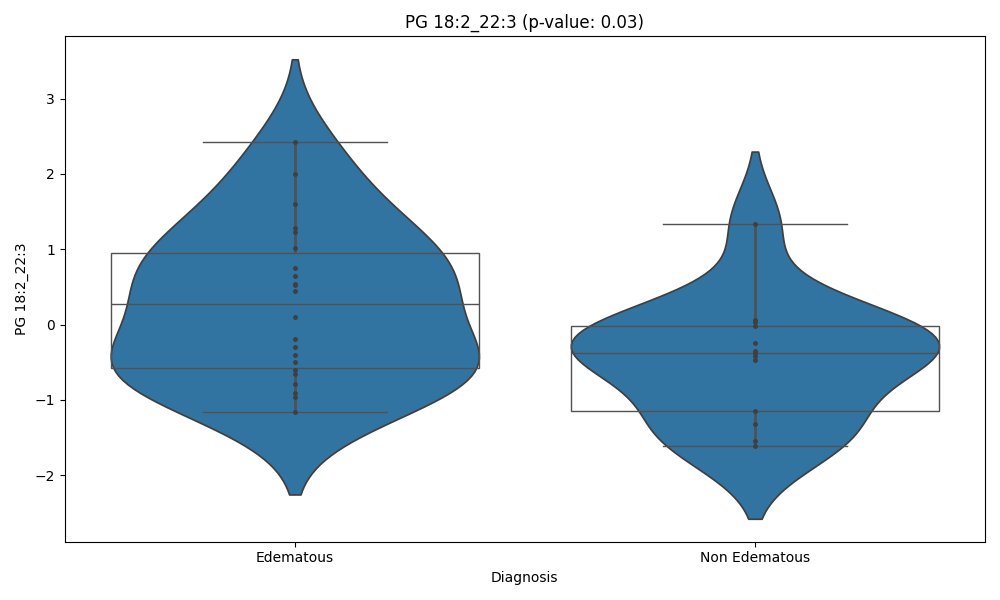 PG 18:2_22:3 (p-value: 0.03)
PG 18:2_22:3
3
2
1
0
−1
−2
Edematous Non Edematous
Diagnosis